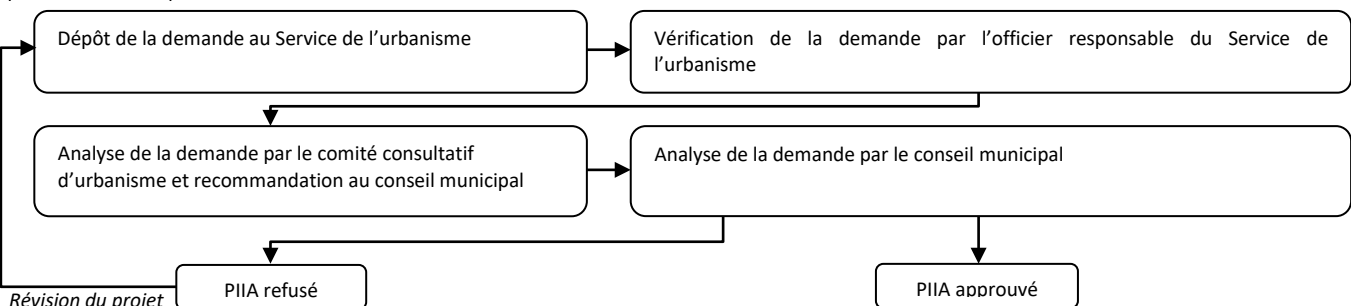 Dépôt de la demande au Service de l’urbanisme
Vérification de la demande par l’officier responsable du Service de
l’urbanisme
Analyse de la demande par le comité consultatif
d’urbanisme et recommandation au conseil municipal
Analyse de la demande par le conseil municipal
PIIA refusé
PIIA approuvé
Révision du projet